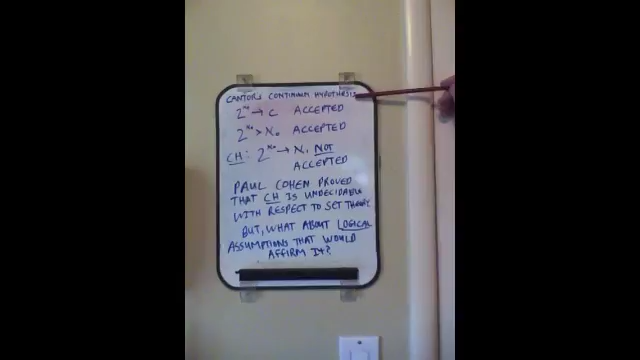 CANTORS CONTINUUM HYPOTHESIS
2^ℵ₀ → C ACCEPTED
2^ℵ₀ > ℵ₀ ACCEPTED
CH: 2^ℵ₀ → ℵ₁ NOT
ACCEPTED
PAUL COHEN PROVED
THAT CH IS UNDECIDABLE
WITH RESPECT TO SET THEORY.
BUT, WHAT ABOUT LOGICAL
ASSUMPTIONS THAT WOULD
AFFIRM IT?